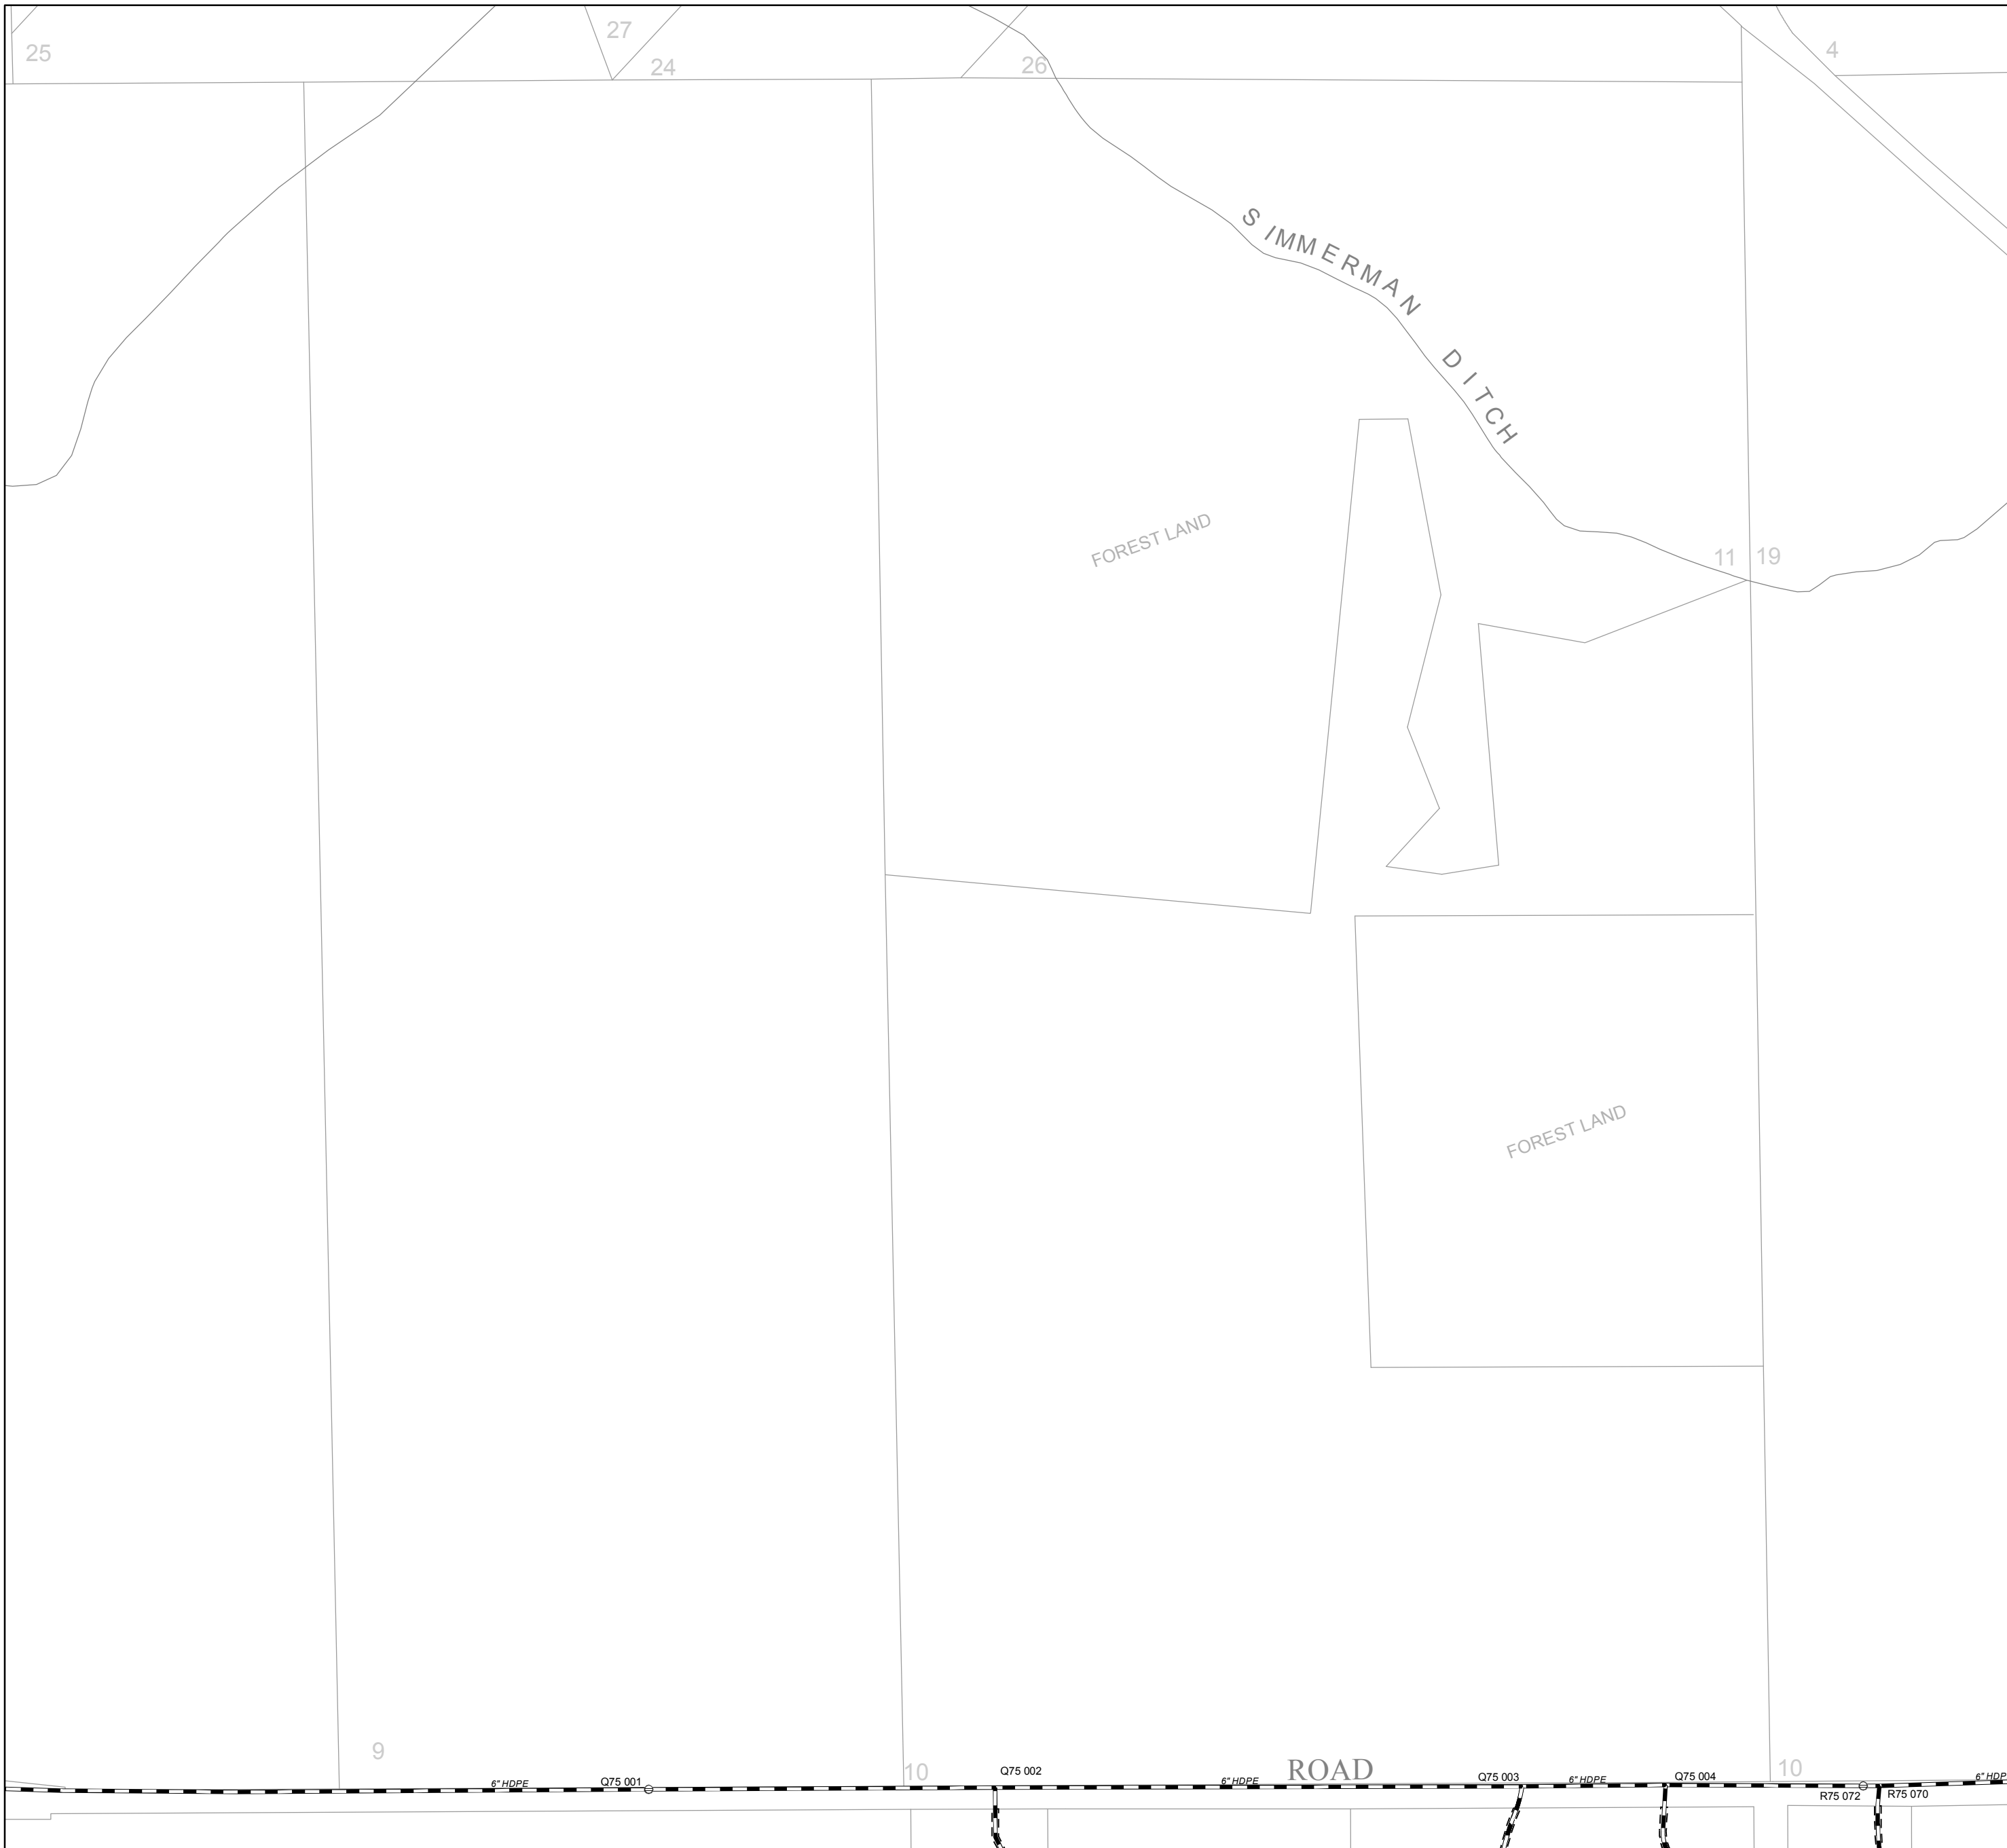 27
4
25
24
26
SIMMERMAN DITCH
FOREST LAND
11
19
FOREST LAND
9
10
ROAD
10
Q75 002
Q75 003
Q75 004
6" HDPE
Q75 001
6" HDPE
6" HDPE
6" HDP
R75 072
R75 070